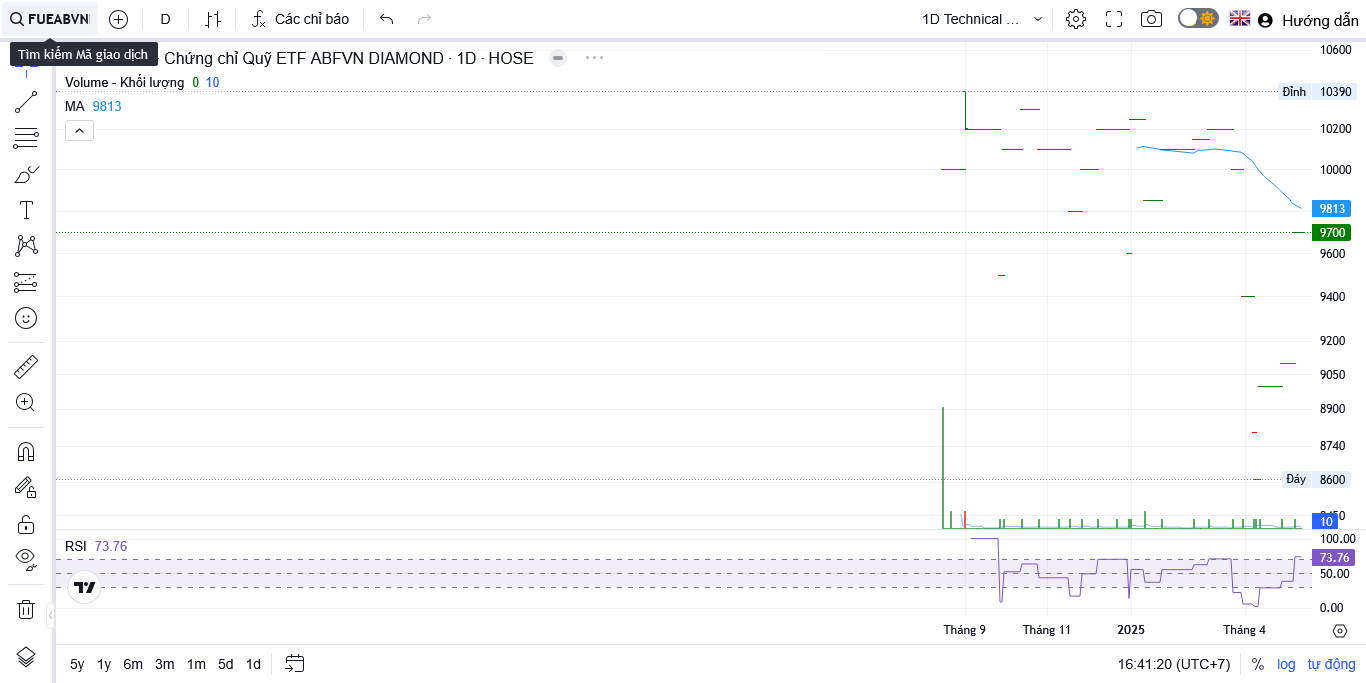 FUEABVN
D
Các chỉ báo
1D Technical ...
Hướng dẫn
Tìm kiếm Mã giao dịch
· Chứng chỉ Quỹ ETF ABFVN DIAMOND · 1D · HOSE
Volume - Khối lượng 0 10
MA 9813
10600
Đỉnh 10390
10200
10000
9813
9700
9600
9400
9200
9050
8900
8740
Đáy 8600
10
RSI 73.76
100.00
73.76
50.00
0.00
Tháng 9 Tháng 11 2025 Tháng 4
5y 1y 6m 3m 1m 5d 1d
16:41:20 (UTC+7) % log tự động